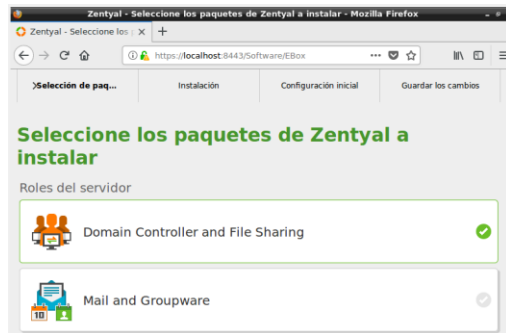 Zentyal - Seleccione los paquetes de Zentyal a instalar - Mozilla Firefox
Zentyal - Seleccione los p
https://localhost:8443/Software/EBox
Selección de paq... Instalación Configuración inicial Guardar los cambios
Seleccione los paquetes de Zentyal a
instalar
Roles del servidor
Domain Controller and File Sharing
10 Mail and Groupware